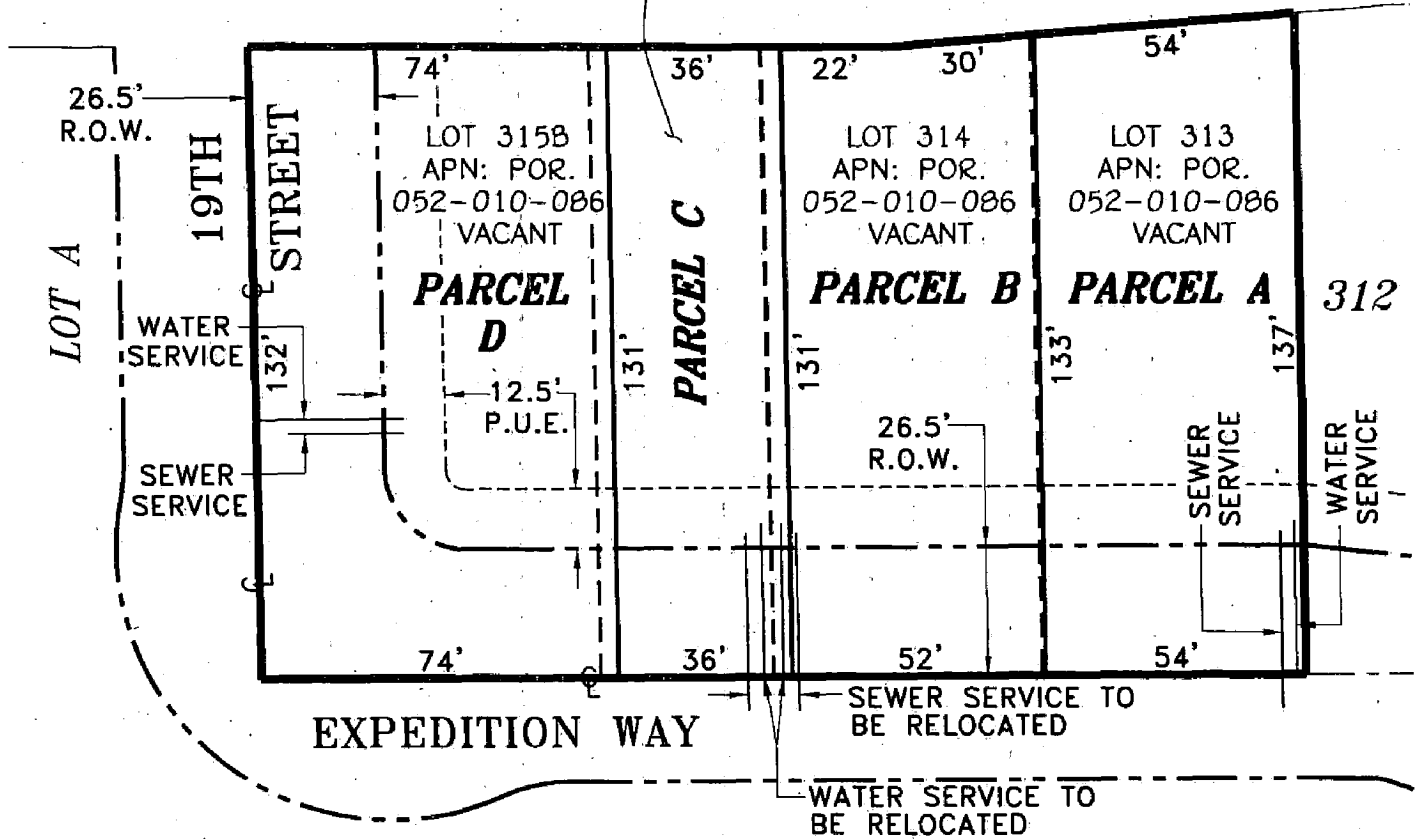 74'
36'
22'
30'
54'
26.5'
R.O.W.
19TH
STREET
LOT A
LOT 315B
APN: POR.
052-010-086
VACANT
PARCEL
D
PARCEL C
LOT 314
APN: POR.
052-010-086
VACANT
PARCEL B
LOT 313
APN: POR.
052-010-086
VACANT
PARCEL A
312
WATER
SERVICE
SEWER
SERVICE
132'
131'
131'
133'
137'
12.5'
P.U.E.
26.5'
R.O.W.
SEWER
SERVICE
WATER
SERVICE
CL
CL
74'
36'
52'
54'
CL
EXPEDITION WAY
SEWER SERVICE TO
BE RELOCATED
WATER SERVICE TO
BE RELOCATED